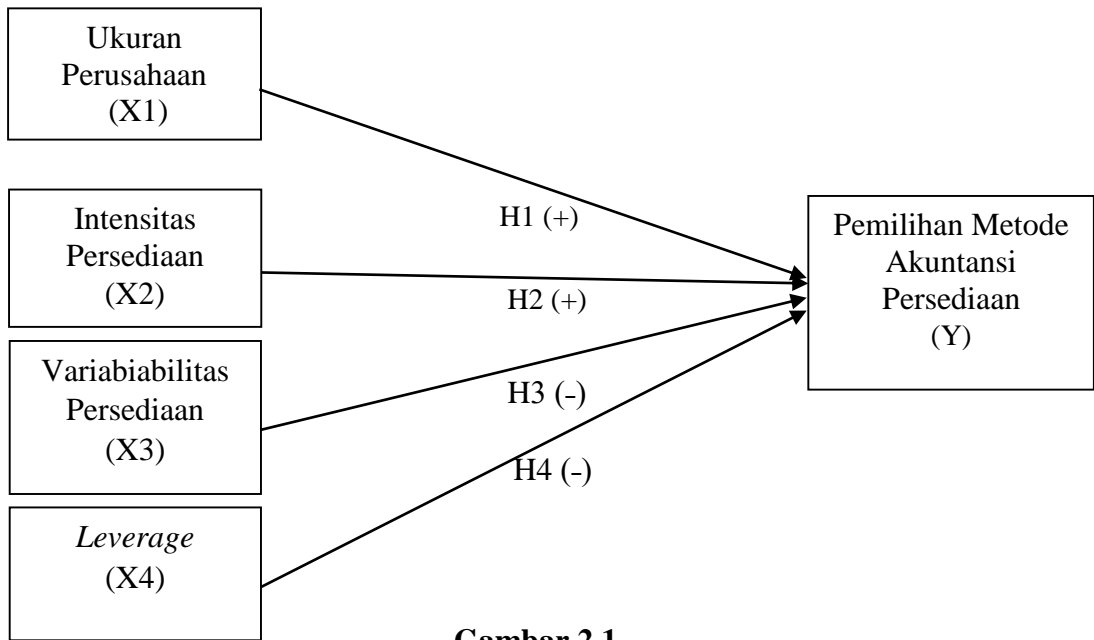 Ukuran
Perusahaan
(X1)
Intensitas
Persediaan
(X2)
Variabiabilitas
Persediaan
(X3)
Leverage
(X4)
H1 (+)
H2 (+)
H3 (-)
H4 (-)
Pemilihan Metode
Akuntansi
Persediaan
(Y)
Gambar 2.1